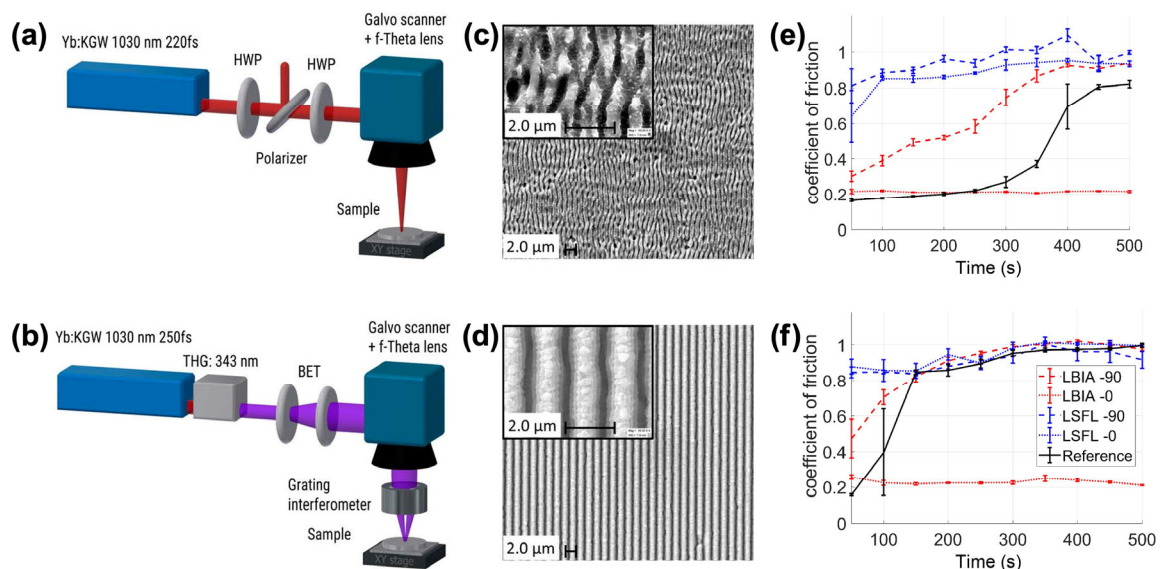 (a)
Yb:KGW 1030 nm 220fs
HWP
HWP
Polarizer
Galvo scanner
+ f-Theta lens
Sample
XY stage
(c)
2.0 µm
2.0 µm
(e)
coefficient of friction
1
0.8
0.6
0.4
0.2
0
100
200
300
400
500
Time (s)
(b)
Yb:KGW 1030 nm 250fs
THG: 343 nm
BET
Galvo scanner
+ f-Theta lens
Grating
interferometer
Sample
XY stage
(d)
2.0 µm
2.0 µm
(f)
coefficient of friction
1
0.8
0.6
0.4
0.2
0
LBIA -90
LBIA -0
LSFL -90
LSFL -0
Reference
100
200
300
400
500
Time (s)